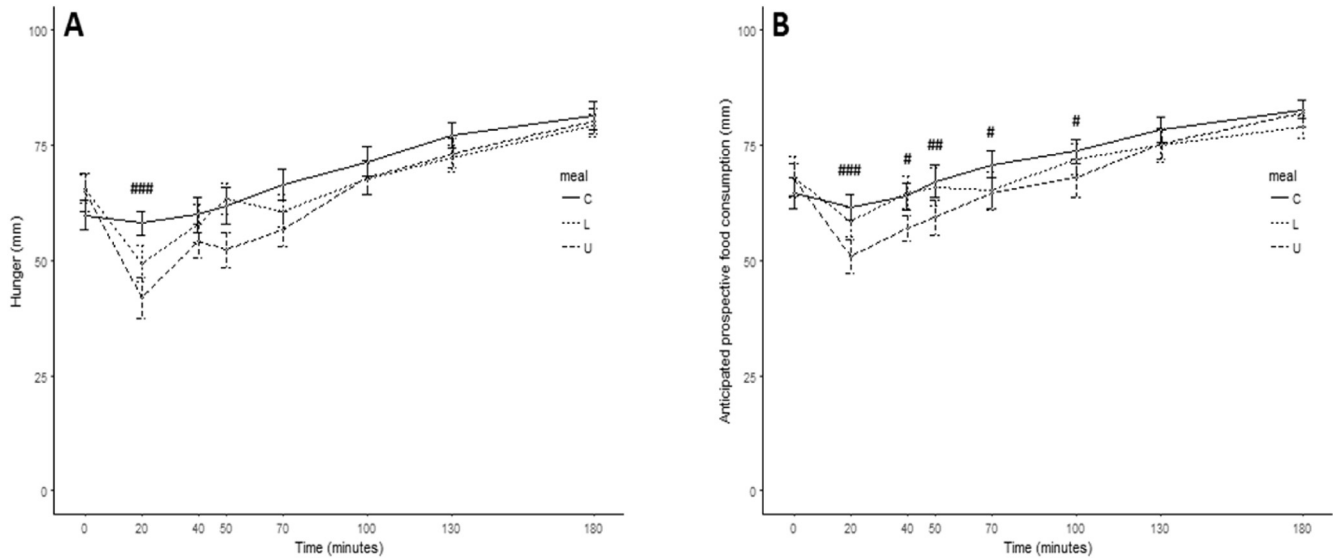 A
Hunger (mm)
100
75
50
25
0
###
meal
C
L
U
0 20 40 50 70 100 130 180
Time (minutes)
B
Anticipated prospective food consumption (mm)
100
75
50
25
0
### # ## # #
meal
C
L
U
0 20 40 50 70 100 130 180
Time (minutes)